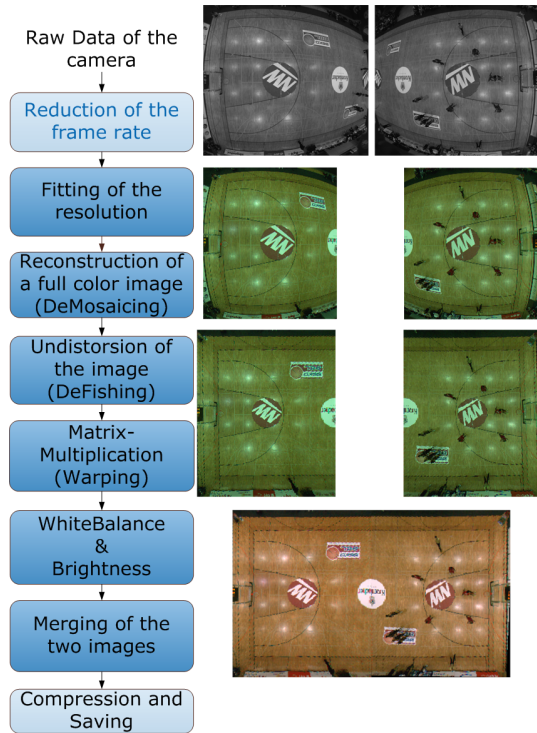 Raw Data of the
camera
Reduction of the
frame rate
Fitting of the
resolution
Reconstruction of
a full color image
(DeMosaicing)
Undistorsion of
the image
(DeFishing)
Matrix-
Multiplication
(Warping)
WhiteBalance
&
Brightness
Merging of the
two images
Compression and
Saving